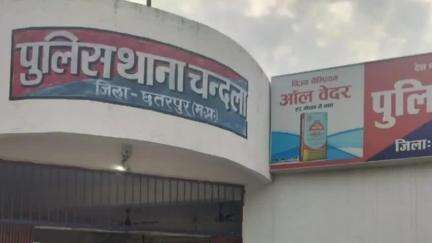 पुलिस थाना चन्दला
जिला-छतरपुर(म.प्र.)
ऑल वेदर
पुलि
जिला: